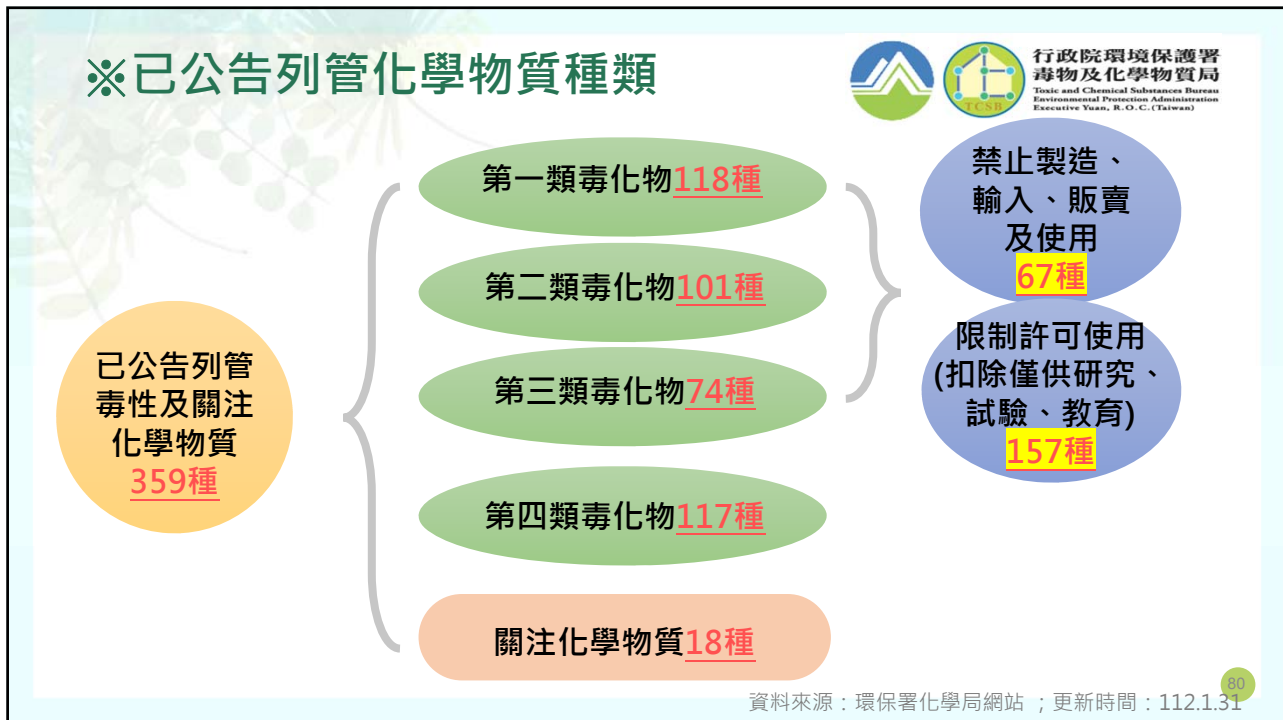 ※已公告列管化學物質種類
行政院環境保護署
毒物及化學物質局
Toxic and Chemical Substances Bureau
Environmental Protection Administration
Executive Yuan, R.O.C.(Taiwan)
TCSB
已公告列管
毒性及關注
化學物質
359種
第一類毒化物118種
第二類毒化物101種
第三類毒化物74種
第四類毒化物117種
關注化學物質18種
禁止製造、
輸入、販賣
及使用
67種
限制許可使用
(扣除僅供研究、
試驗、教育)
157種
資料來源：環保署化學局網站 ；更新時間：112.1.31
80